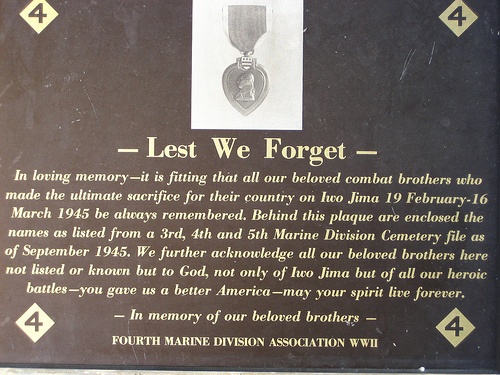 4 4
— Lest We Forget —
In loving memory—it is fitting that all our beloved combat brothers who
made the ultimate sacrifice for their country on Iwo Jima 19 February-16
March 1945 be always remembered. Behind this plaque are enclosed the
names as listed from a 3rd, 4th and 5th Marine Division Cemetery file as
of September 1945. We further acknowledge all our beloved brothers here
not listed or known but to God, not only of Iwo Jima but of all our heroic
battles—you gave us a better America—may your spirit live forever.
— In memory of our beloved brothers —
4 4
FOURTH MARINE DIVISION ASSOCIATION WWII